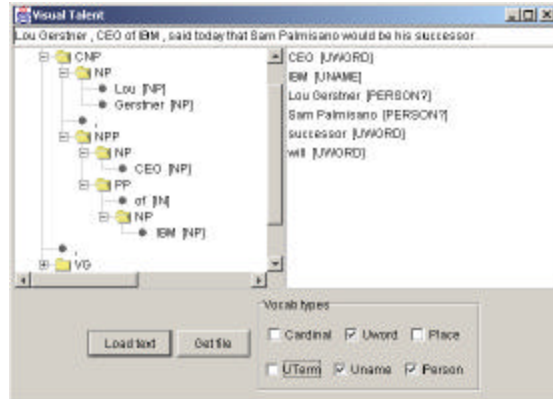 Visual Talent
Lou Gerstner , CEO of IBM , said today that Sam Palmisano would be his successor.
CNP
NP
Lou [NP]
Gerstner [NP]
,
NPP
NP
CEO [NP]
PP
of [IN]
NP
IBM [NP]
,
VG
CEO [UWORD]
IBM [UNAME]
Lou Gerstner [PERSON?]
Sam Palmisano [PERSON?]
successor [UWORD]
will [UWORD]
Load text
Get file
Vocab types
Cardinal
Uword
Place
UTerm
Uname
Person